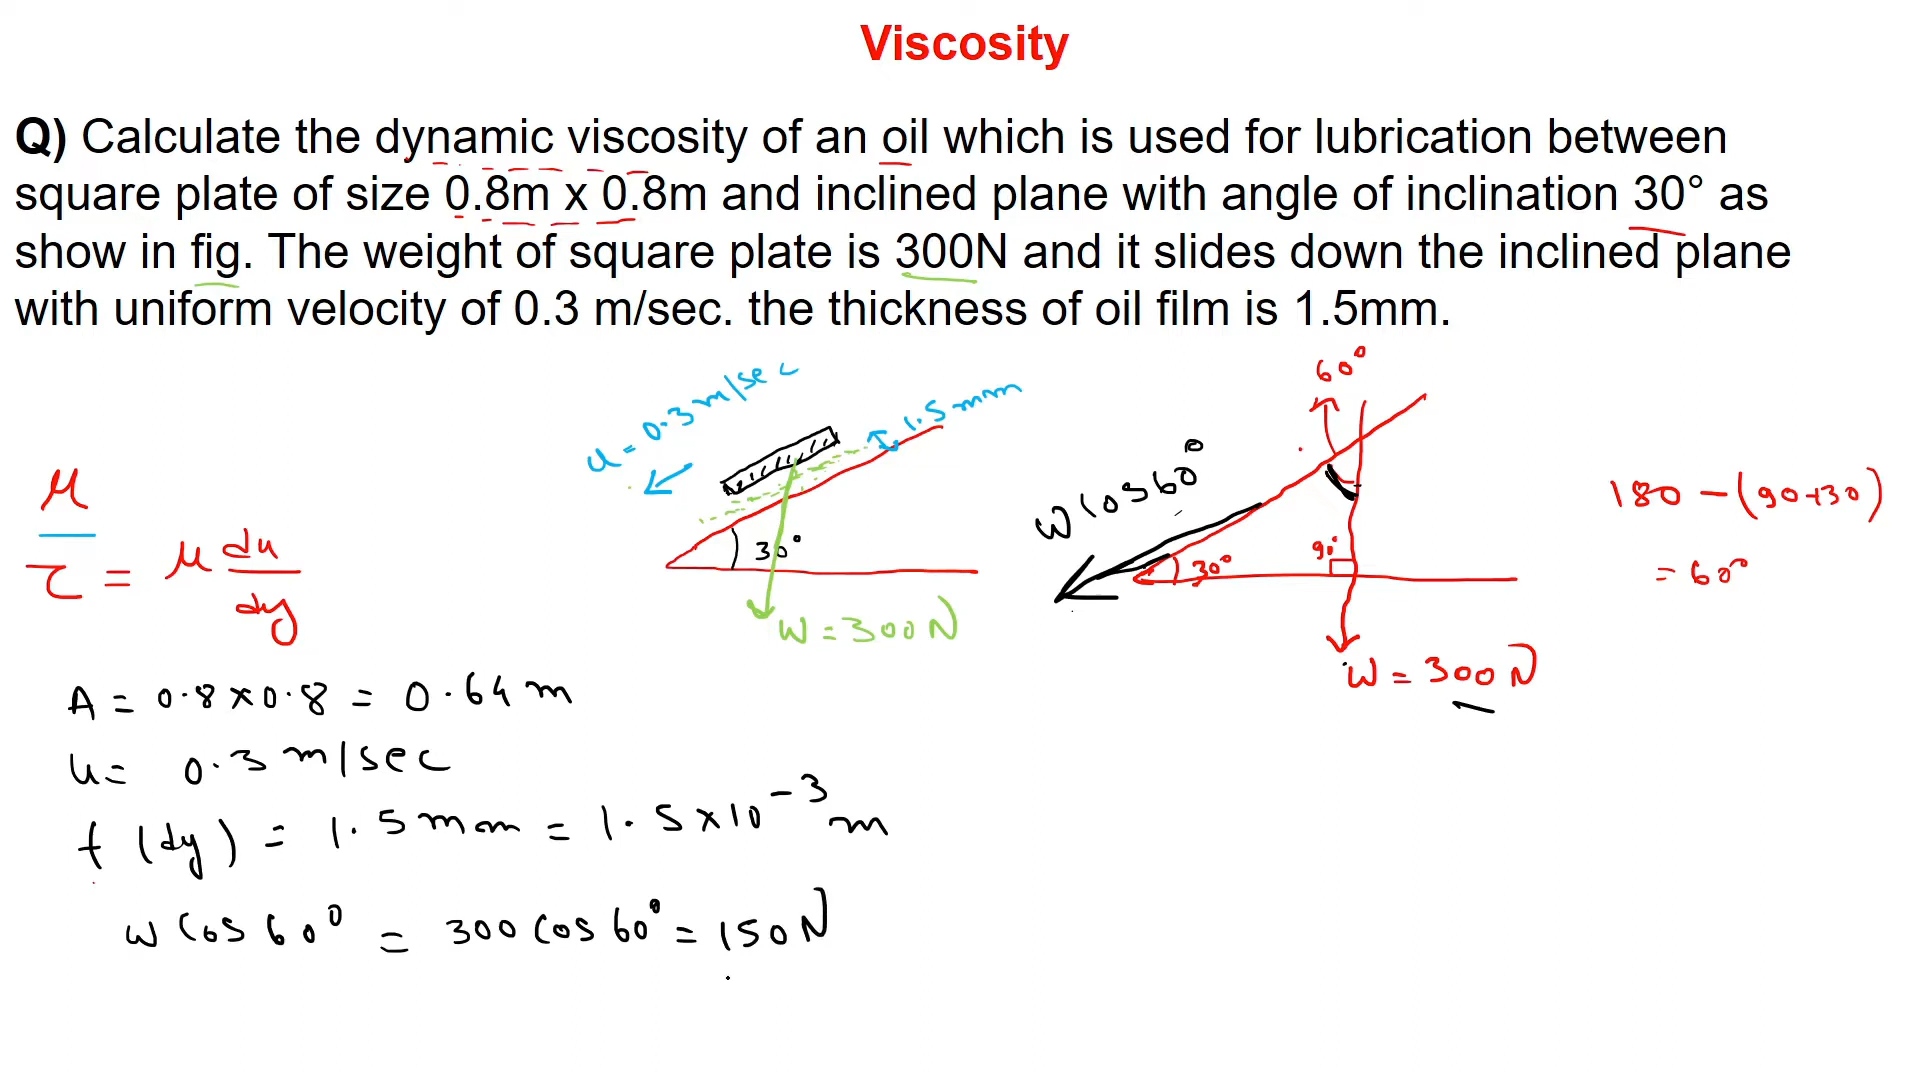 Viscosity
Q) Calculate the dynamic viscosity of an oil which is used for lubrication between
square plate of size 0.8m x 0.8m and inclined plane with angle of inclination 30° as
show in fig. The weight of square plate is 300N and it slides down the inclined plane
with uniform velocity of 0.3 m/sec. the thickness of oil film is 1.5mm.
u = 0.3 m/sec
1.5 mm
30°
W = 300 N
60°
W cos 60°
30°
90°
W = 300 N
180 - (90+30)
= 60°
μ
τ = μ du/dy
A = 0.8 x 0.8 = 0.64 m
u = 0.3 m/sec
t (dy) = 1.5 mm = 1.5 x 10⁻³ m
W Cos 60° = 300 Cos 60° = 150 N